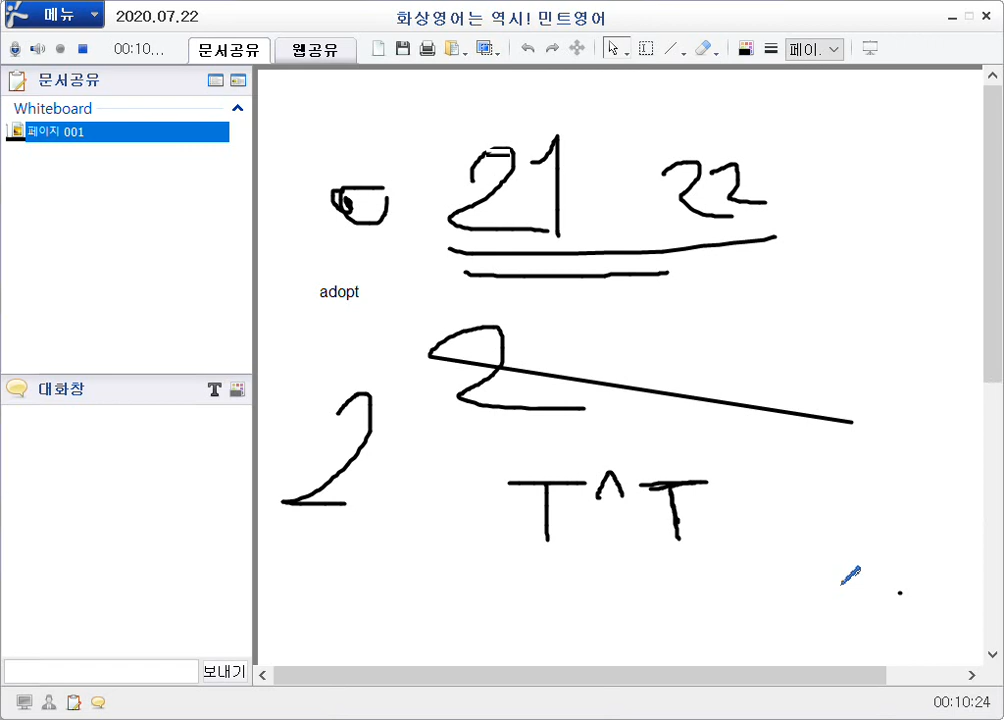 메뉴 2020.07.22 화상영어는 역시! 민트영어
00:10... 문서공유 웹공유 페이.
문서공유
Whiteboard
페이지 001
21 22
adopt
2
대화창
2
T^T
보내기
00:10:24